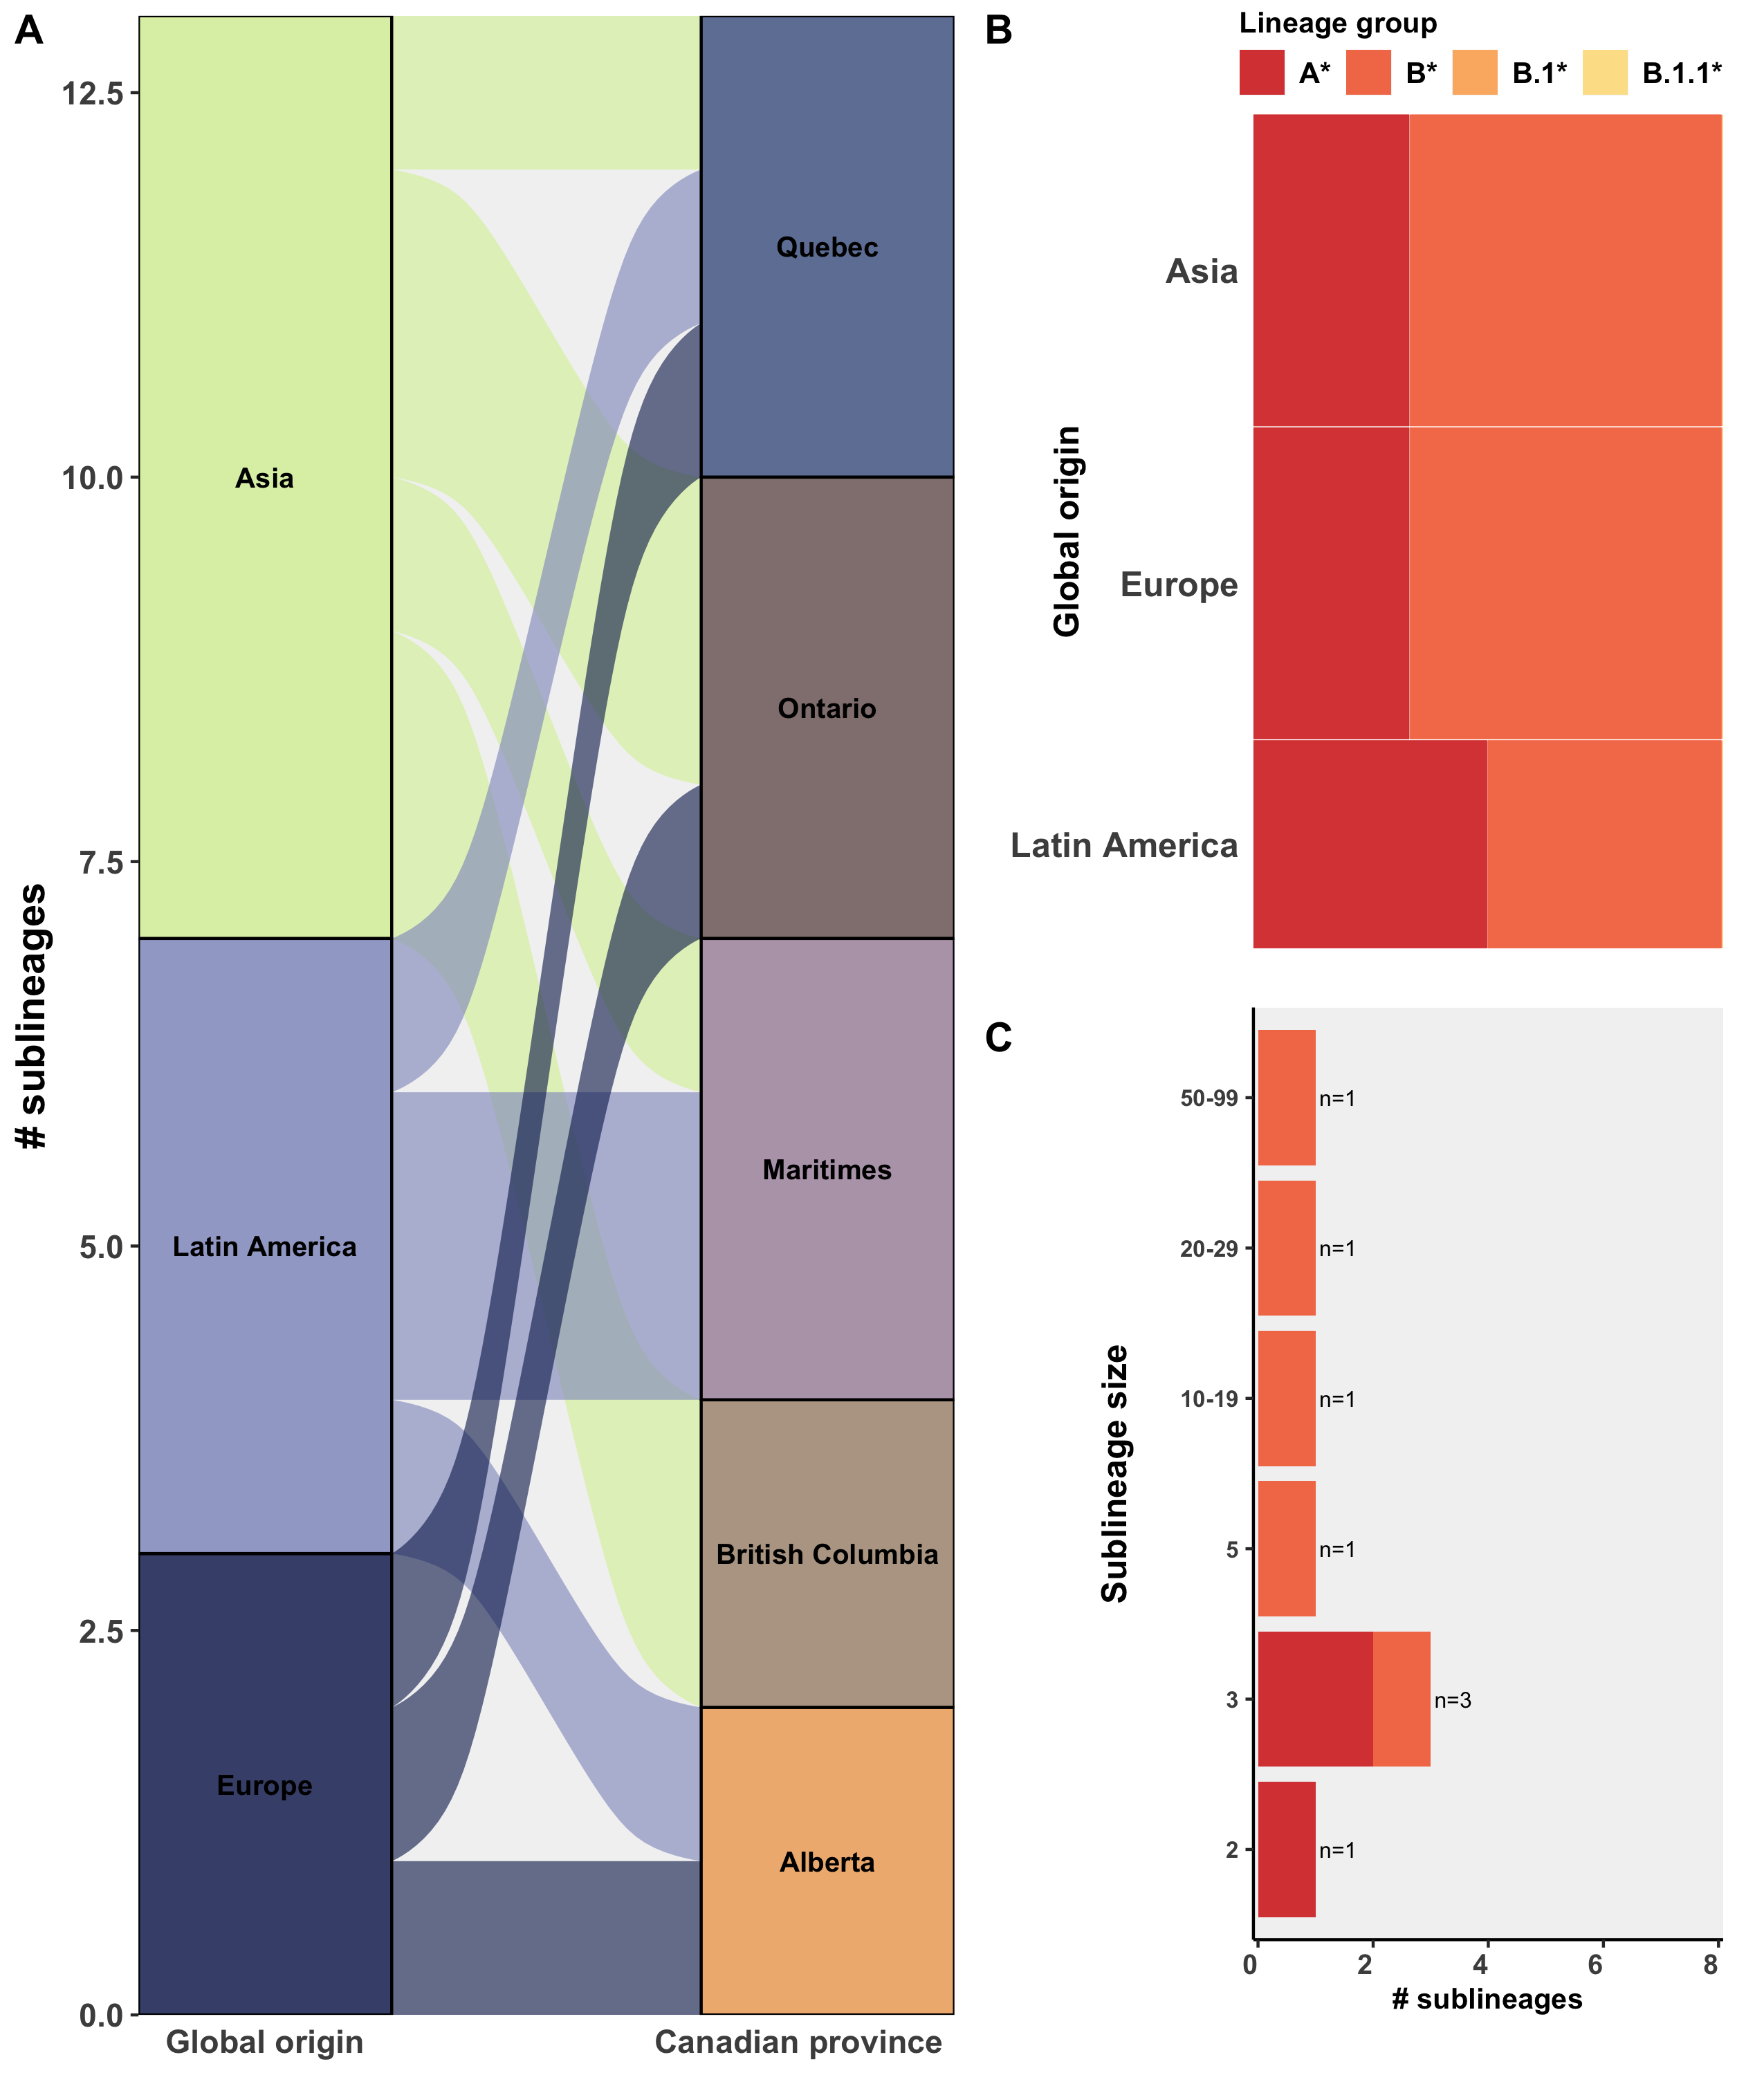 A
# sublineages
12.5
10.0
7.5
5.0
2.5
0.0
Asia
Latin America
Europe
Quebec
Ontario
Maritimes
British Columbia
Alberta
Global origin
Canadian province
B
Lineage group
A* B* B.1* B.1.1*
Global origin
Asia
Europe
Latin America
C
Sublineage size
50-99 n=1
20-29 n=1
10-19 n=1
5 n=1
3 n=3
2 n=1
0 2 4 6 8
# sublineages